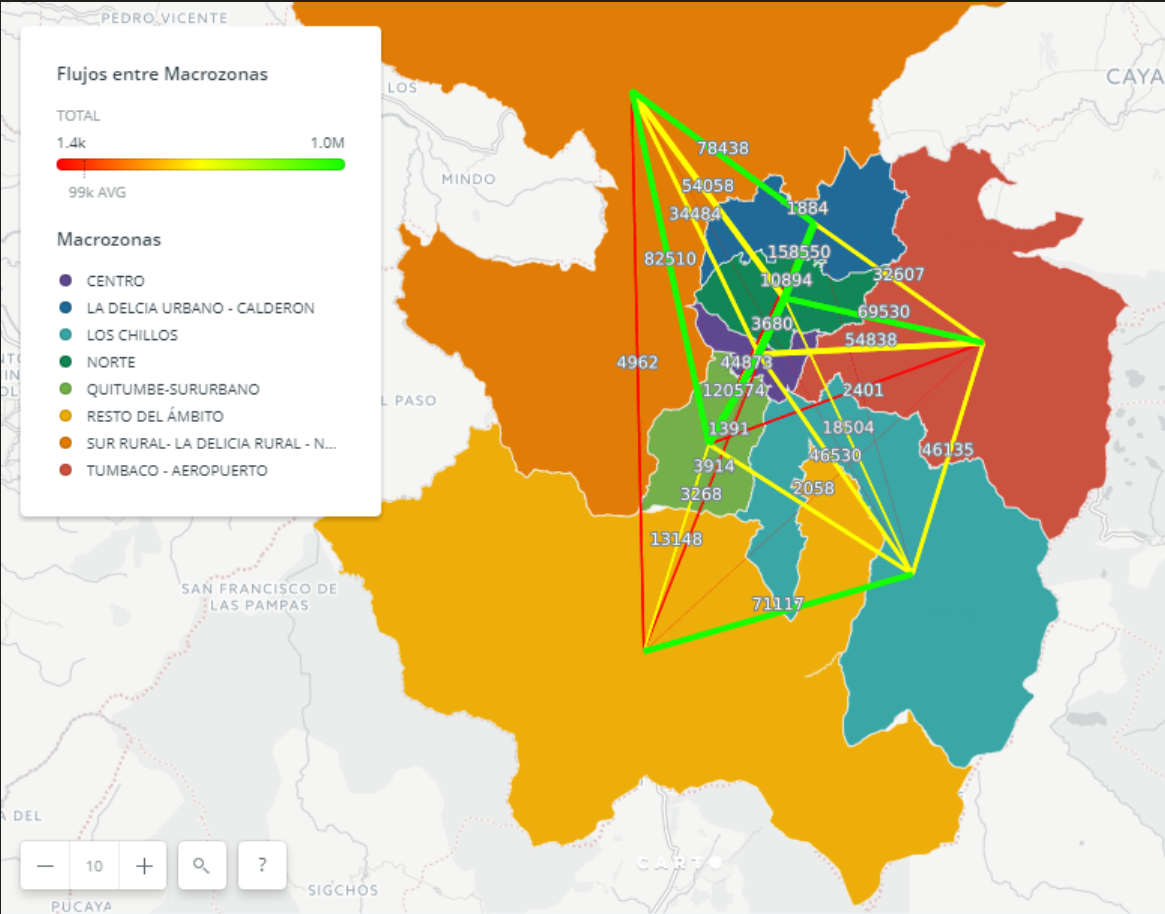 PEDRO VICENTE
Flujos entre Macrozonas
TOTAL
1.4k 1.0M
99k AVG
Macrozonas
CENTRO
LA DELCIA URBANO - CALDERON
LOS CHILLOS
NORTE
QUITUMBE-SURURBANO
RESTO DEL ÁMBITO
SUR RURAL- LA DELICIA RURAL - N...
TUMBACO - AEROPUERTO
LOS
CAYA
MINDO
L PASO
78438
54058
1884
34484
158550
82510
32607
10894
69530
3680
54838
4962
44873
120574
2401
1391
18504
46135
46530
3914
2058
3268
13148
71117
SAN FRANCISCO DE
LAS PAMPAS
A DEL
10
?
CARTO
SIGCHOS
PUCAYA